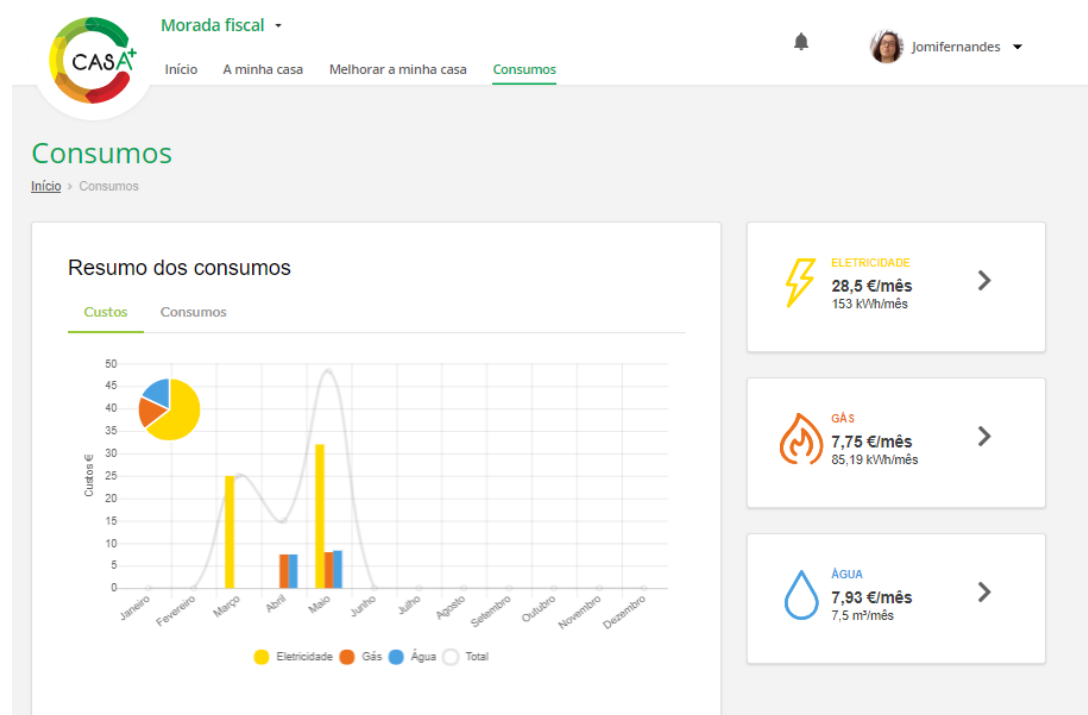 CASA+
Morada fiscal
Início A minha casa Melhorar a minha casa Consumos
Jomifernandes
Consumos
Início > Consumos
Resumo dos consumos
Custos Consumos
50
45
40
35
30
25
20
15
10
5
0
Custos €
Janeiro Fevereiro Março Abril Maio Junho Julho Agosto Setembro Outubro Novembro Dezembro
Eletricidade Gás Água Total
ELETRICIDADE
28,5 €/mês
153 kWh/mês
GÁS
7,75 €/mês
85,19 kWh/mês
ÁGUA
7,93 €/mês
7,5 m³/mês